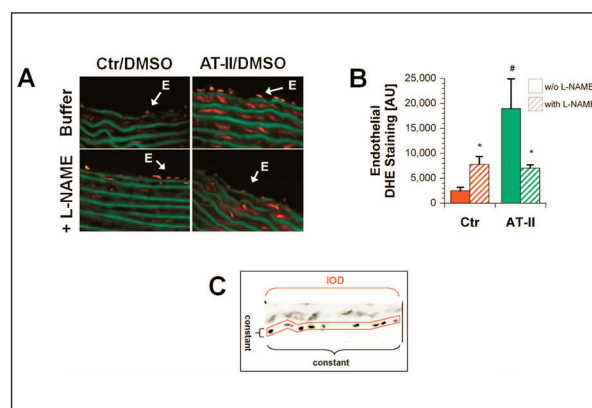 A
Ctr/DMSO
AT-II/DMSO
Buffer
E
E
+ L-NAME
E
E
B
Endothelial
DHE Staining [AU]
25,000
20,000
15,000
10,000
5,000
0
#
*
*
w/o L-NAME
with L-NAME
Ctr
AT-II
C
IOD
constant
constant